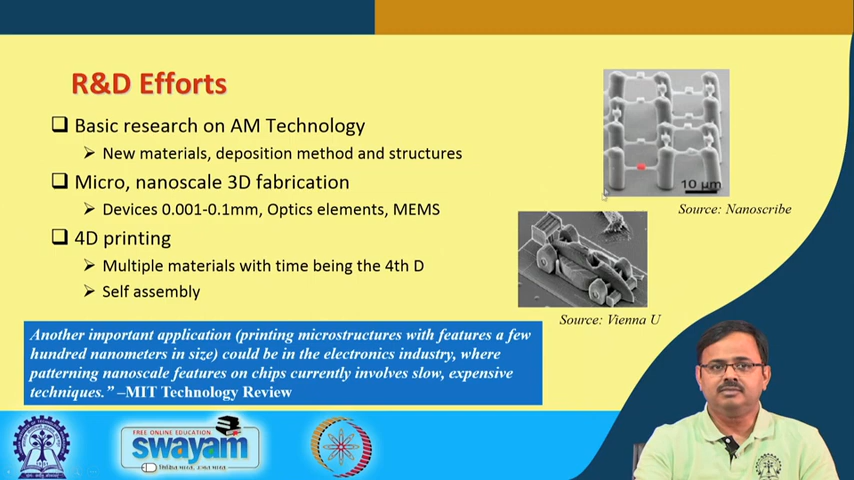 R&D Efforts
Basic research on AM Technology
New materials, deposition method and structures
Micro, nanoscale 3D fabrication
Devices 0.001-0.1mm, Optics elements, MEMS
4D printing
Multiple materials with time being the 4th D
Self assembly
10 µm
Source: Nanoscribe
Source: Vienna U
Another important application (printing microstructures with features a few
hundred nanometers in size) could be in the electronics industry, where
patterning nanoscale features on chips currently involves slow, expensive
techniques.” –MIT Technology Review
FREE ONLINE EDUCATION
swayam